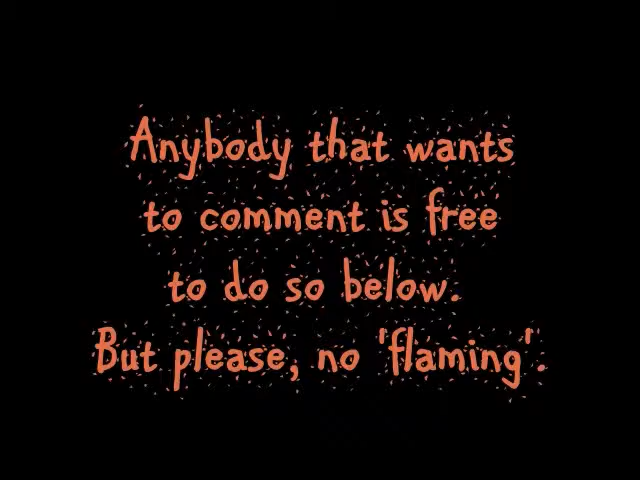 Anybody that wants
to comment is free
to do so below.
But please, no 'flaming'.